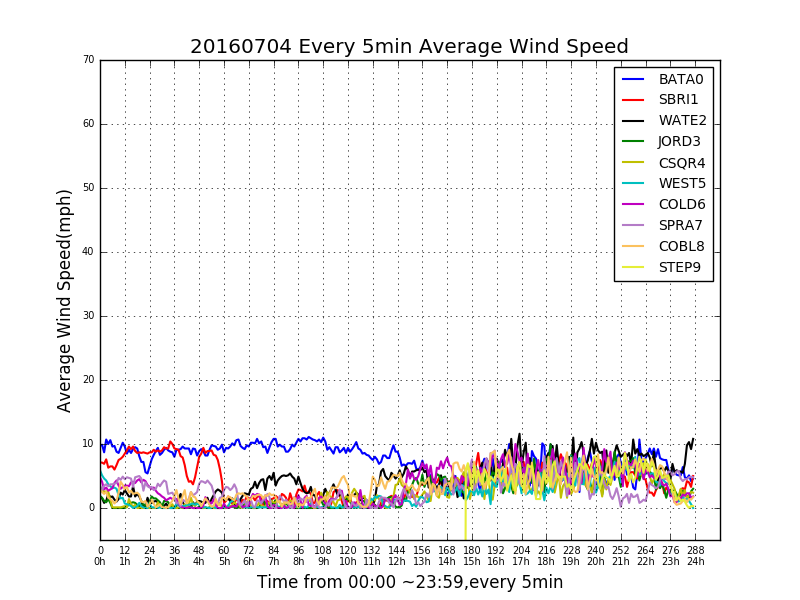 20160704 Every 5min Average Wind Speed
70
60
50
40
30
20
10
0
Average Wind Speed(mph)
BATA0
SBRI1
WATE2
JORD3
CSQR4
WEST5
COLD6
SPRA7
COBL8
STEP9
0 12 24 36 48 60 72 84 96 108 120 132 144 156 168 180 192 204 216 228 240 252 264 276 288
0h 1h 2h 3h 4h 5h 6h 7h 8h 9h 10h 11h 12h 13h 14h 15h 16h 17h 18h 19h 20h 21h 22h 23h 24h
Time from 00:00 ~23:59,every 5min